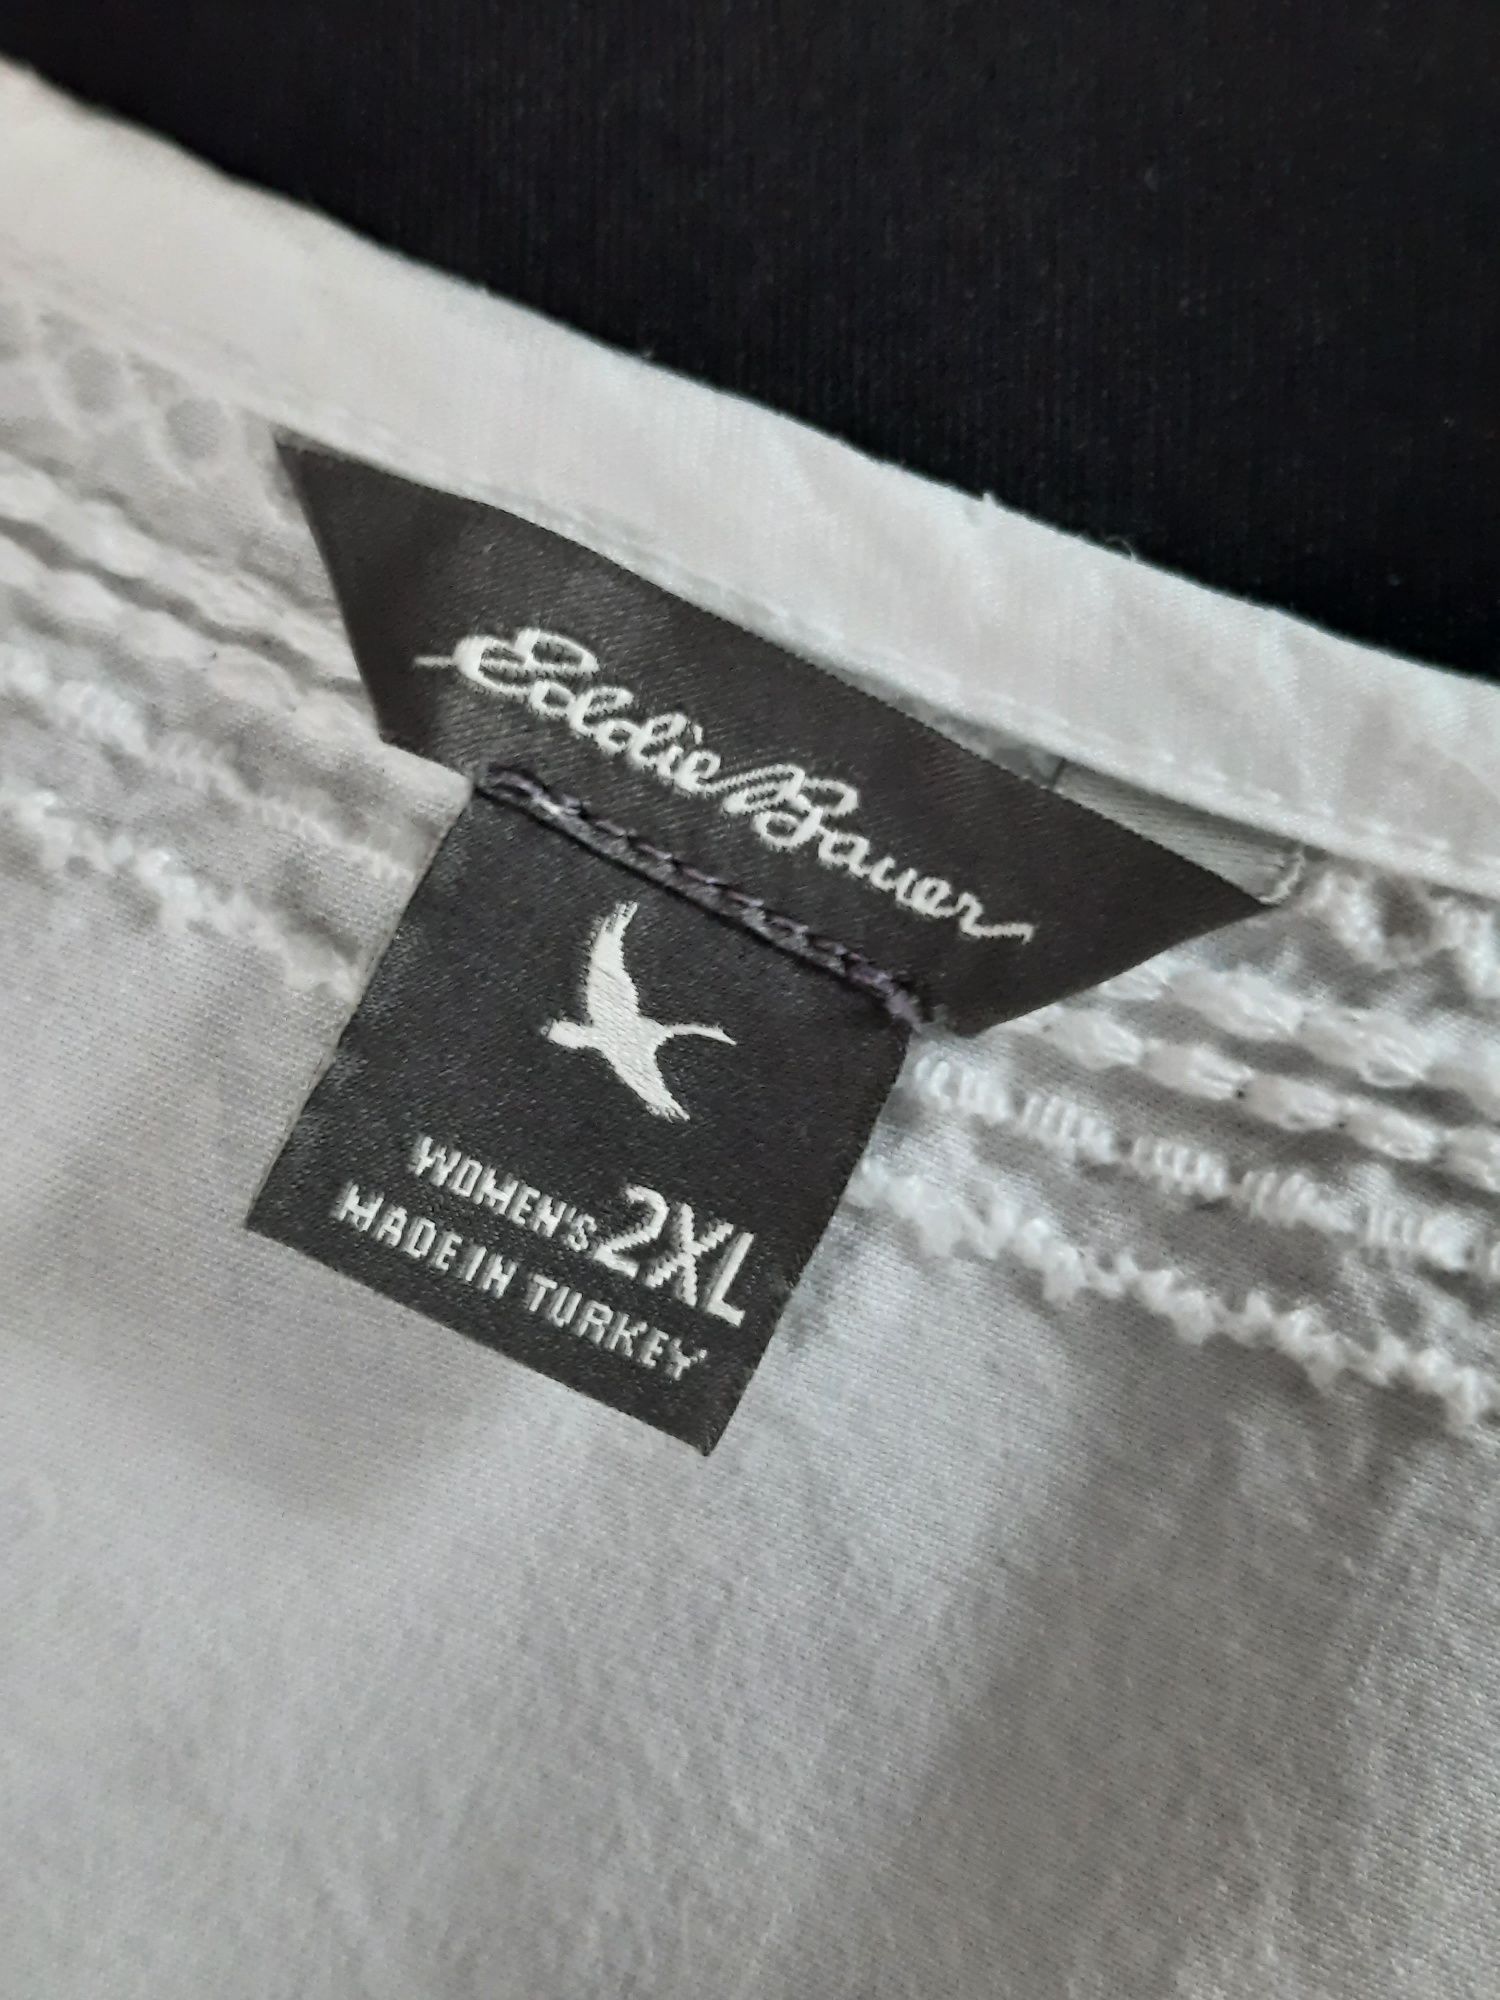 Eddie Bauer
WOMEN'S 2XL
MADE IN TURKEY